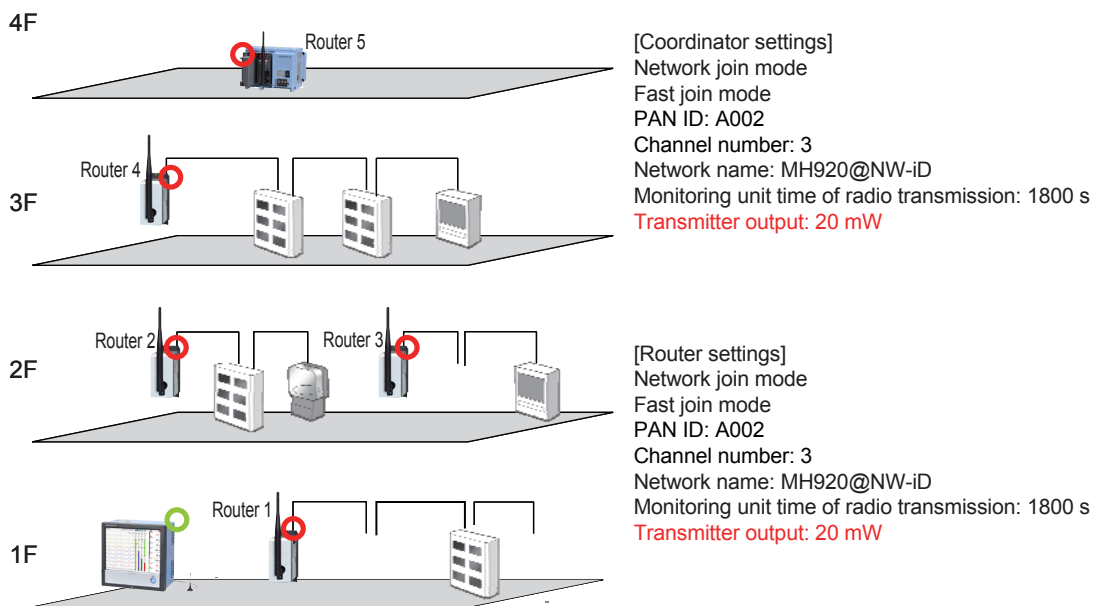 4F
Router 5
[Coordinator settings]
Network join mode
Fast join mode
PAN ID: A002
Channel number: 3
Network name: MH920@NW-iD
Monitoring unit time of radio transmission: 1800 s
Transmitter output: 20 mW
Router 4
3F
Router 2
Router 3
2F
[Router settings]
Network join mode
Fast join mode
PAN ID: A002
Channel number: 3
Network name: MH920@NW-iD
Monitoring unit time of radio transmission: 1800 s
Transmitter output: 20 mW
Router 1
1F